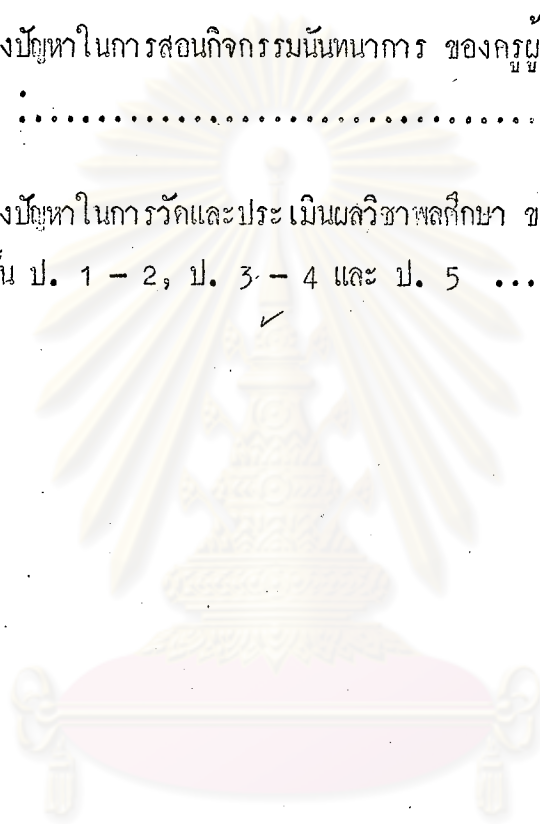 งปัญหาในการสอนกิจกรรมนันทนาการ ของครูผู้
..................................
งปัญหาในการวัดและประเมินผลวิชาพลศึกษา ข
น ป. 1 - 2, ป. 3 - 4 และ ป. 5 ...